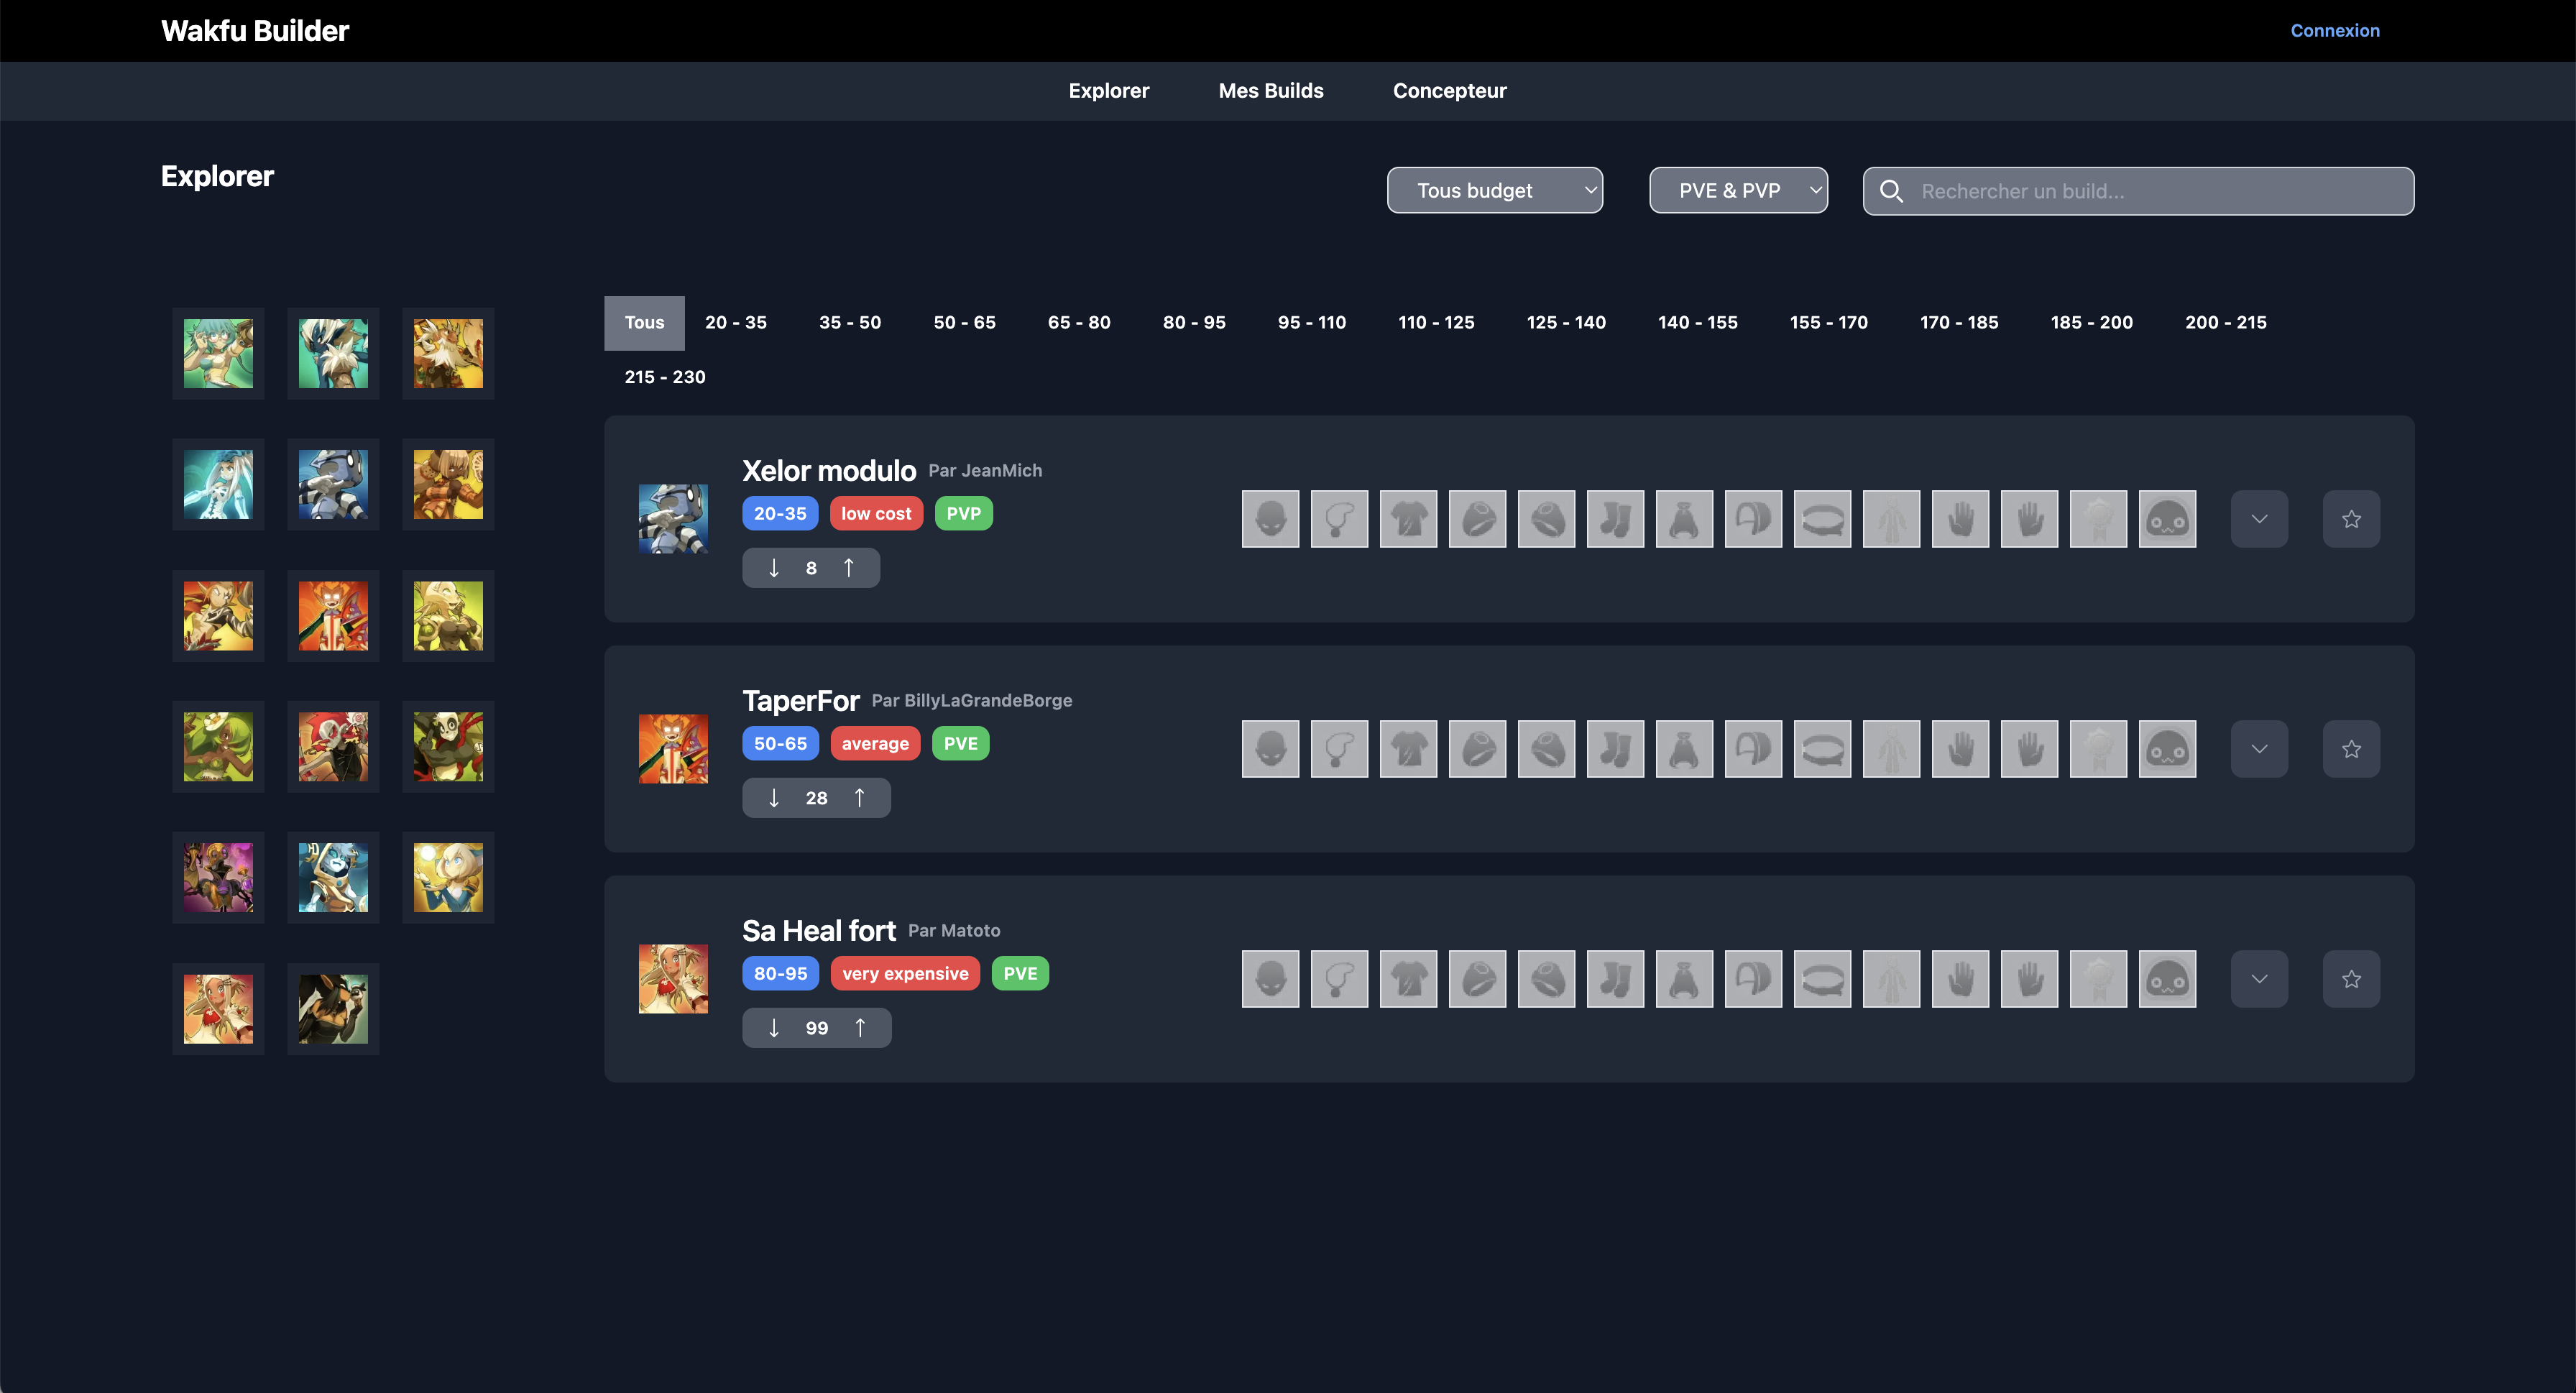 Wakfu Builder
Connexion
Explorer
Mes Builds
Concepteur
Explorer
Tous budget
PVE & PVP
Rechercher un build...
Tous
20 - 35
35 - 50
50 - 65
65 - 80
80 - 95
95 - 110
110 - 125
125 - 140
140 - 155
155 - 170
170 - 185
185 - 200
200 - 215
215 - 230
Xelor modulo Par JeanMich
20-35 low cost PVP
↓ 8 ↑
TaperFor Par BillyLaGrandeBorge
50-65 average PVE
↓ 28 ↑
Sa Heal fort Par Matoto
80-95 very expensive PVE
↓ 99 ↑